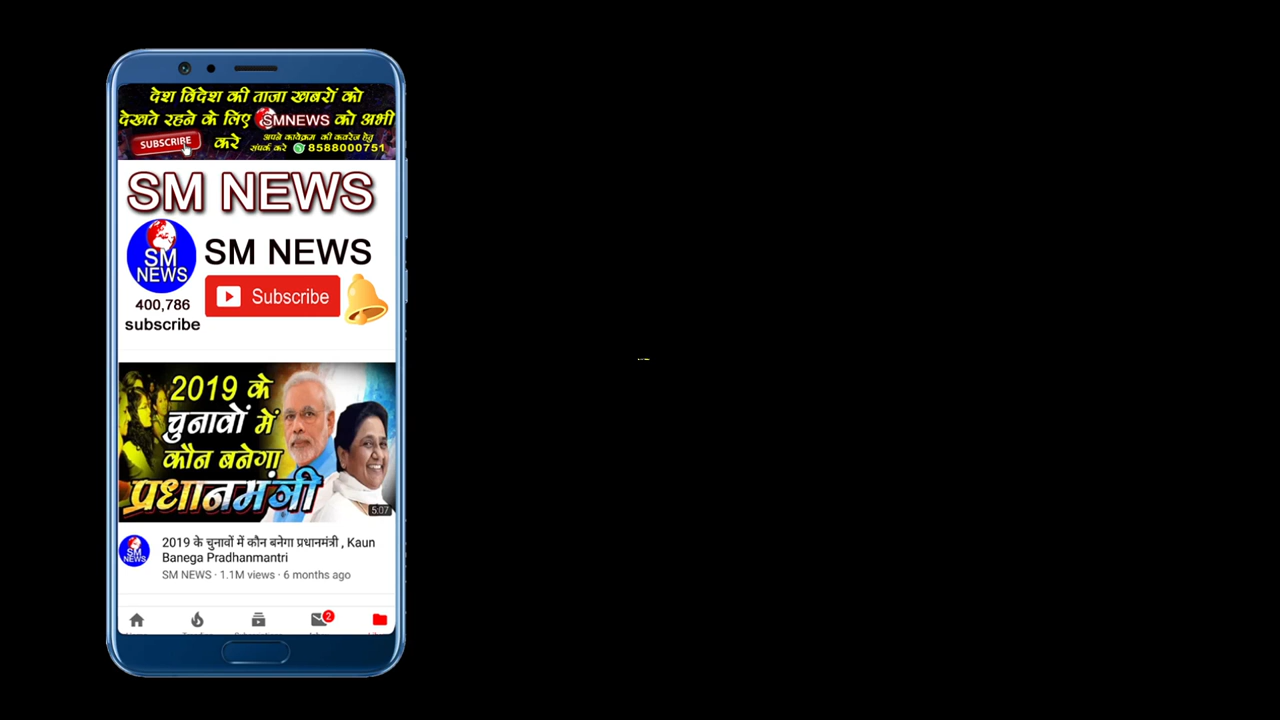 देश विदेश की ताजा खबरों को
देखते रहने के लिए SMNEWS को अभी
SUBSCRIBE करे अपने कार्यक्रम की कवरेज हेतु
संपर्क करे 8588000751
SM NEWS
SM
NEWS
SM NEWS
Subscribe
400,786
subscribe
2019 के
चुनावों में
कौन बनेगा
प्रधानमंत्री
5:07
SM
NEWS
2019 के चुनावों में कौन बनेगा प्रधानमंत्री , Kaun
Banega Pradhanmantri
SM NEWS · 1.1M views · 6 months ago
2